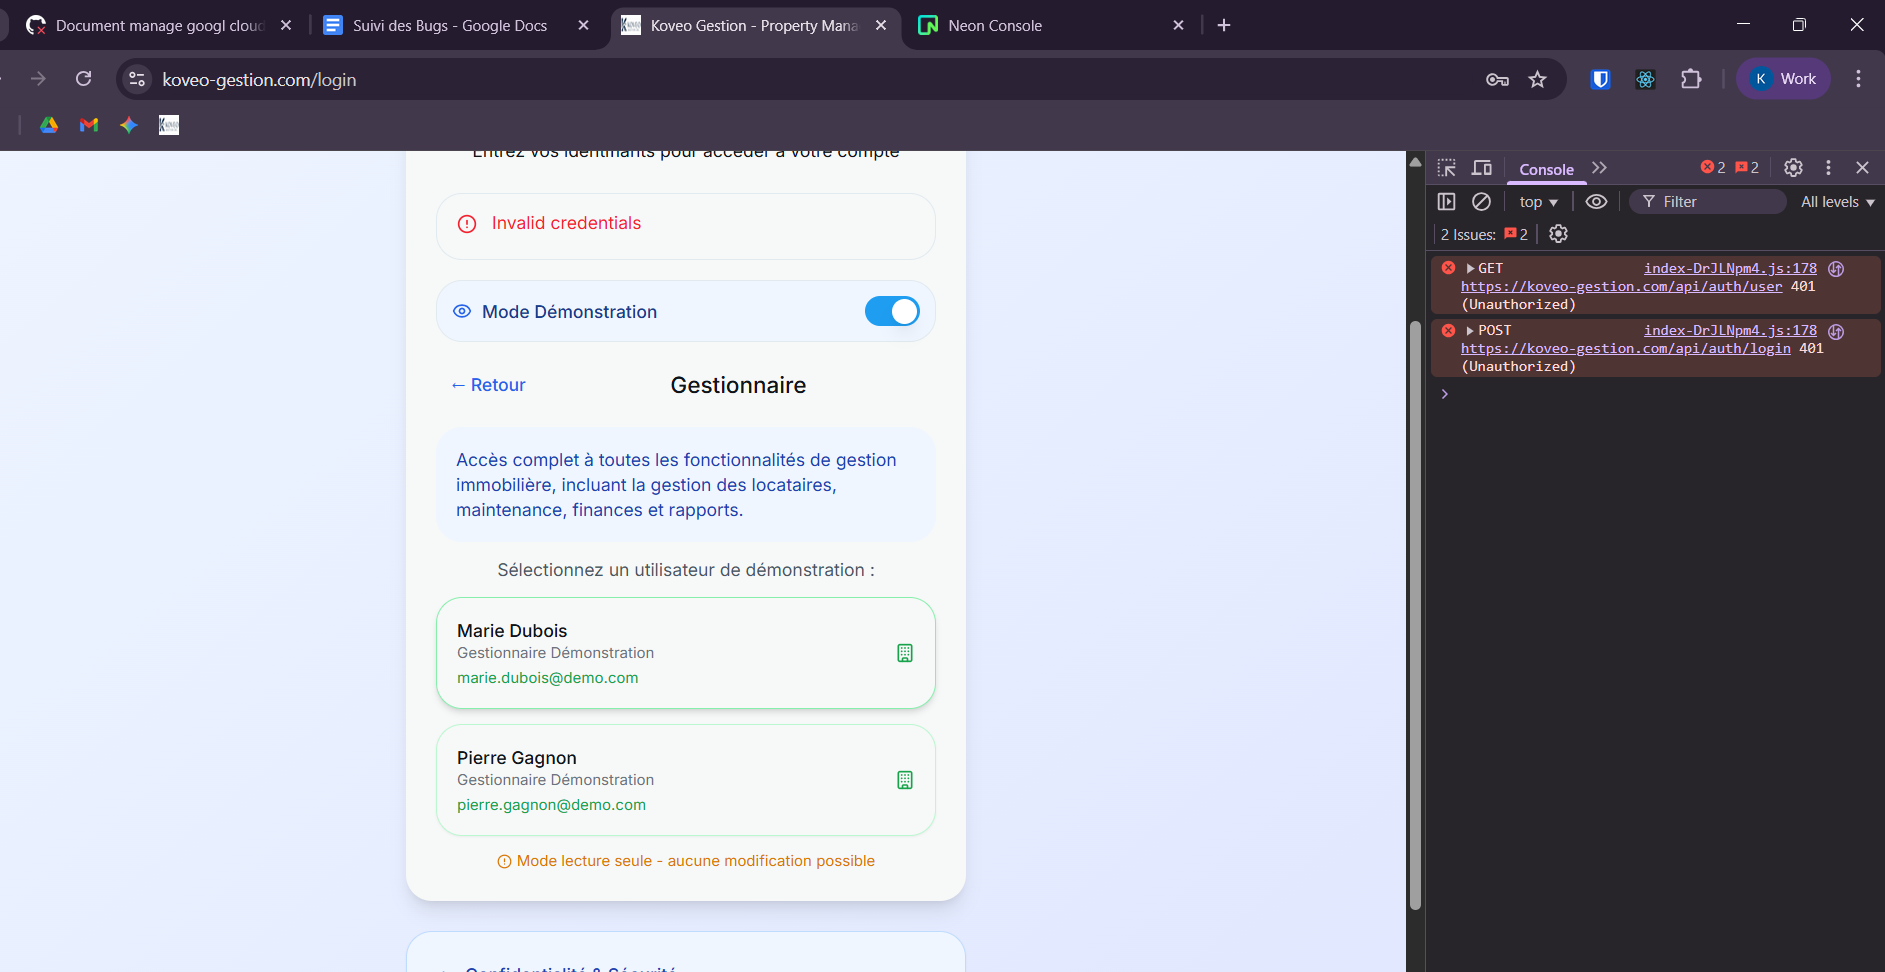 Document manage googl cloud
Suivi des Bugs - Google Docs
Koveo Gestion - Property Mana
Neon Console
koveo-gestion.com/login
K Work
Entrez vos identifiants pour accéder à votre compte
Invalid credentials
Mode Démonstration
← Retour
Gestionnaire
Accès complet à toutes les fonctionnalités de gestion
immobilière, incluant la gestion des locataires,
maintenance, finances et rapports.
Sélectionnez un utilisateur de démonstration :
Marie Dubois
Gestionnaire Démonstration
marie.dubois@demo.com
Pierre Gagnon
Gestionnaire Démonstration
pierre.gagnon@demo.com
Mode lecture seule - aucune modification possible
Confidentialité & Sécurité
Console
2 2
top
Filter
All levels
2 Issues: 2
GET index-DrJLNpm4.js:178
https://koveo-gestion.com/api/auth/user 401
(Unauthorized)
POST index-DrJLNpm4.js:178
https://koveo-gestion.com/api/auth/login 401
(Unauthorized)